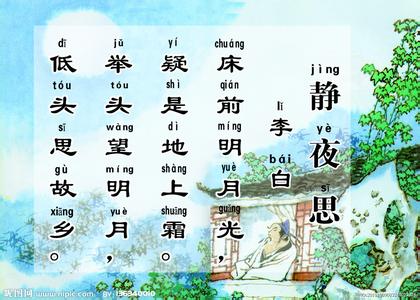 jìng yè sī
静夜思
lǐ bái
李白
chuáng qián míng yuè guāng
床前明月光，
yí shì dì shàng shuāng
疑是地上霜。
jǔ tóu wàng míng yuè
举头望明月，
dī tóu sī gù xiāng
低头思故乡。
昵图网
www.nipic.com